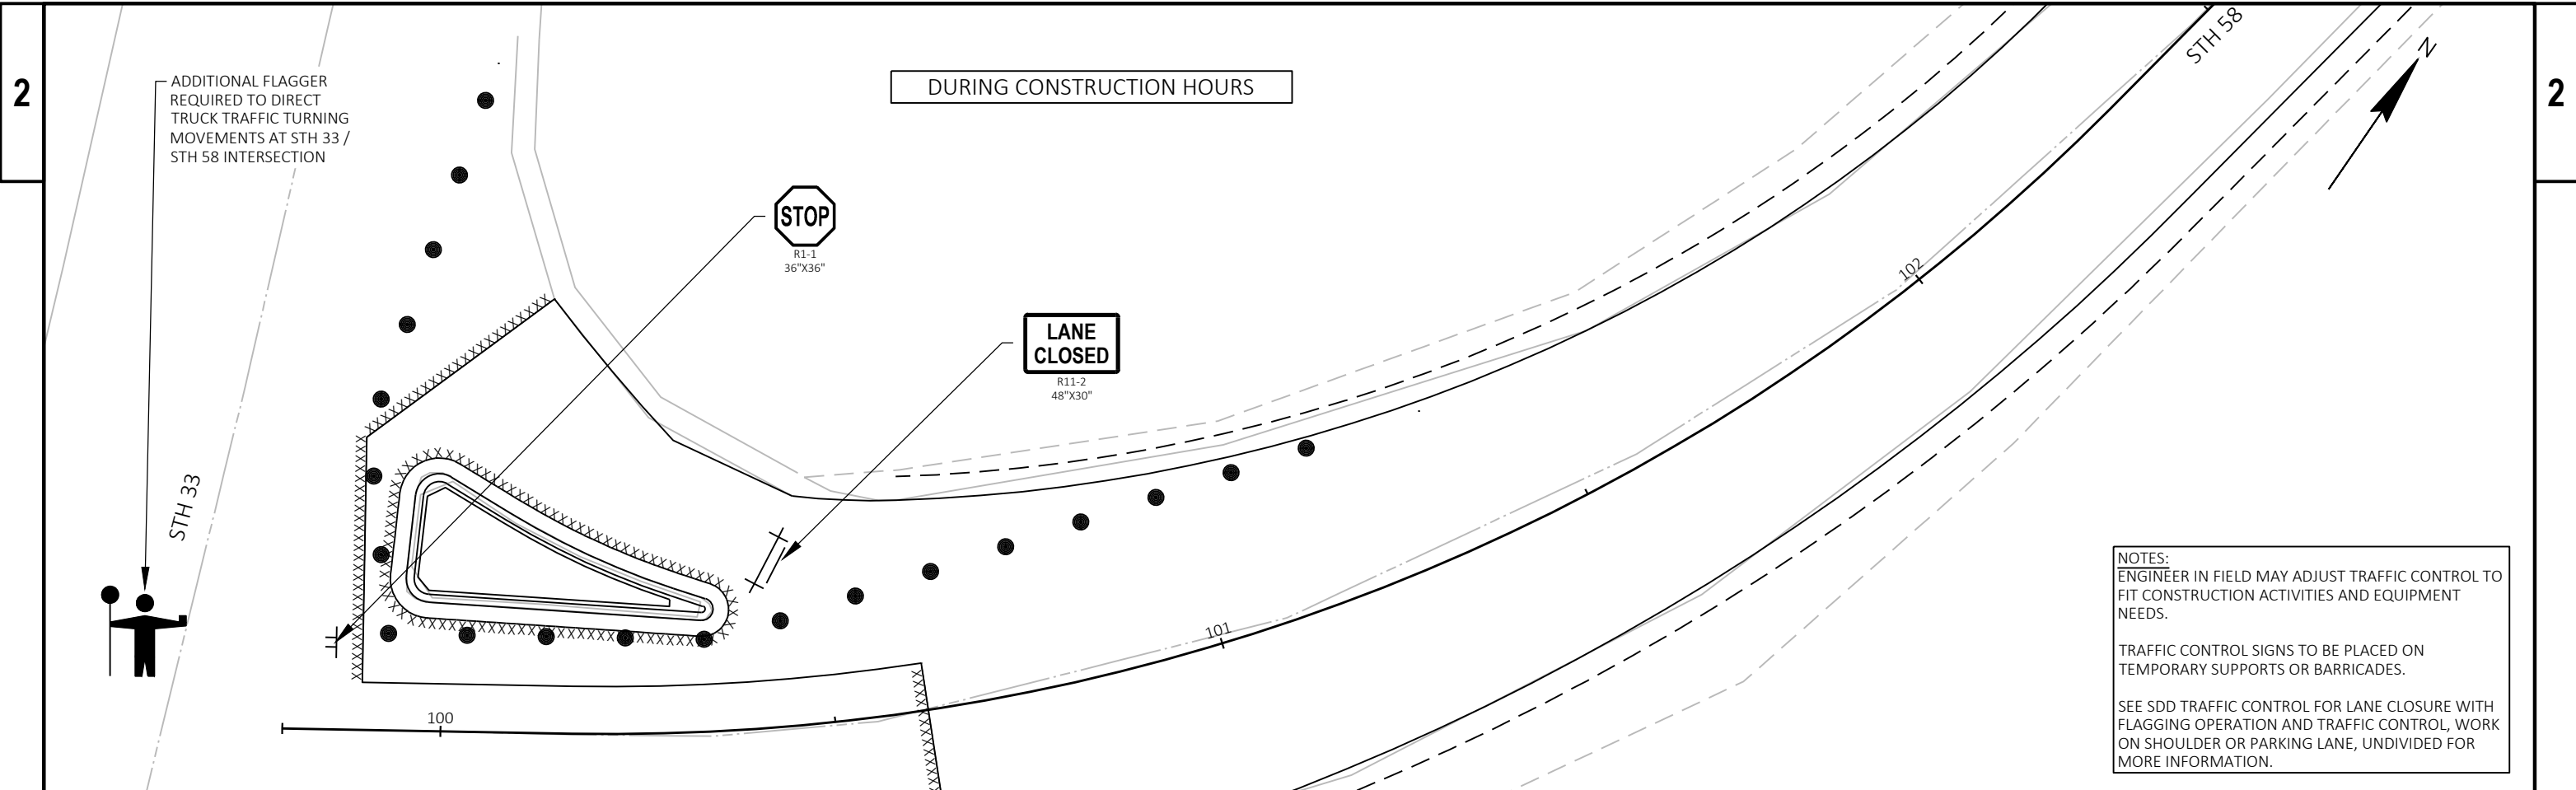 2
ADDITIONAL FLAGGER
REQUIRED TO DIRECT
TRUCK TRAFFIC TURNING
MOVEMENTS AT STH 33 /
STH 58 INTERSECTION
DURING CONSTRUCTION HOURS
STH 58
N
2
STOP
R1-1
36"X36"
LANE
CLOSED
R11-2
48"X30"
102
STH 33
101
100
NOTES:
ENGINEER IN FIELD MAY ADJUST TRAFFIC CONTROL TO
FIT CONSTRUCTION ACTIVITIES AND EQUIPMENT
NEEDS.
TRAFFIC CONTROL SIGNS TO BE PLACED ON
TEMPORARY SUPPORTS OR BARRICADES.
SEE SDD TRAFFIC CONTROL FOR LANE CLOSURE WITH
FLAGGING OPERATION AND TRAFFIC CONTROL, WORK
ON SHOULDER OR PARKING LANE, UNDIVIDED FOR
MORE INFORMATION.